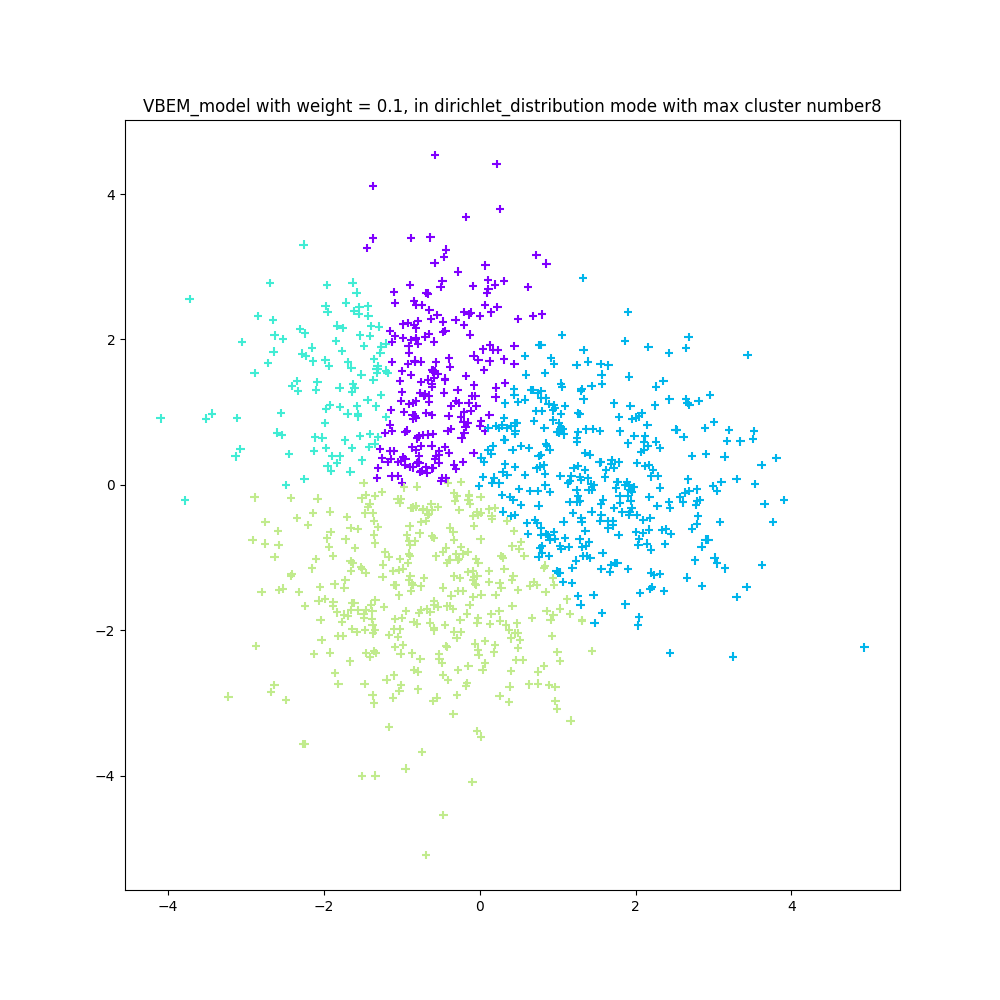 VBEM_model with weight = 0.1, in dirichlet_distribution mode with max cluster number8
4
2
0
−2
−4
−4 −2 0 2 4